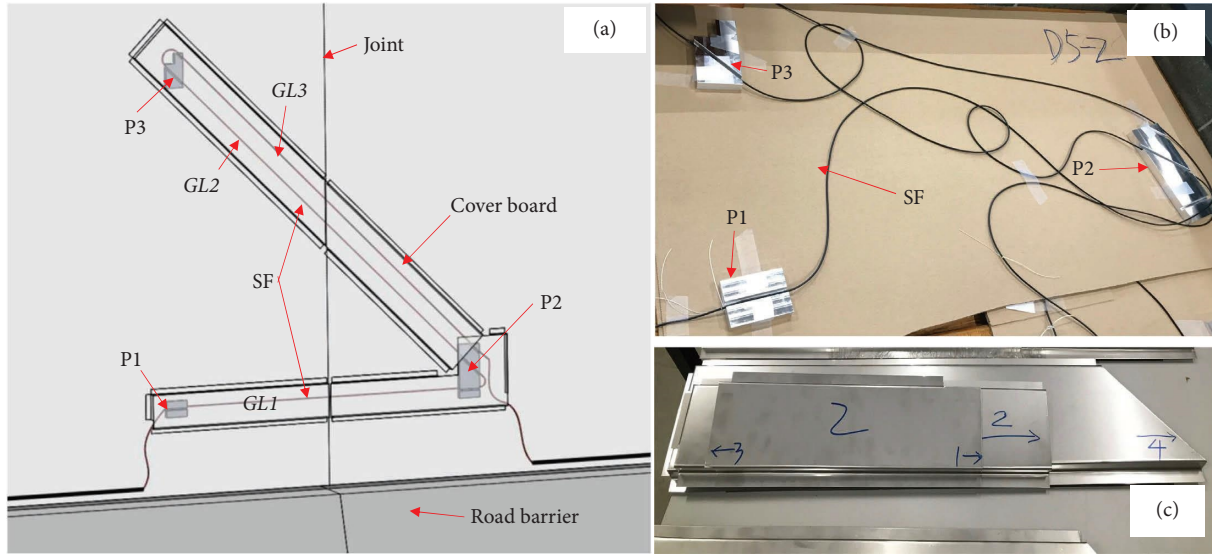 (a)
Joint
P3
GL3
GL2
Cover board
SF
P2
P1
GL1
Road barrier
(b)
D5-2
P3
P2
SF
P1
2
2
3
1
4
(c)